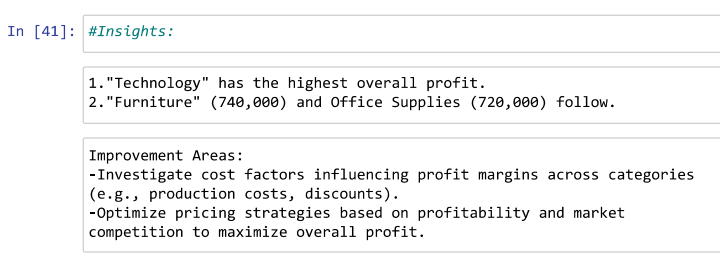 In [41]: #Insights:
1."Technology" has the highest overall profit.
2."Furniture" (740,000) and Office Supplies (720,000) follow.
Improvement Areas:
-Investigate cost factors influencing profit margins across categories
(e.g., production costs, discounts).
-Optimize pricing strategies based on profitability and market
competition to maximize overall profit.